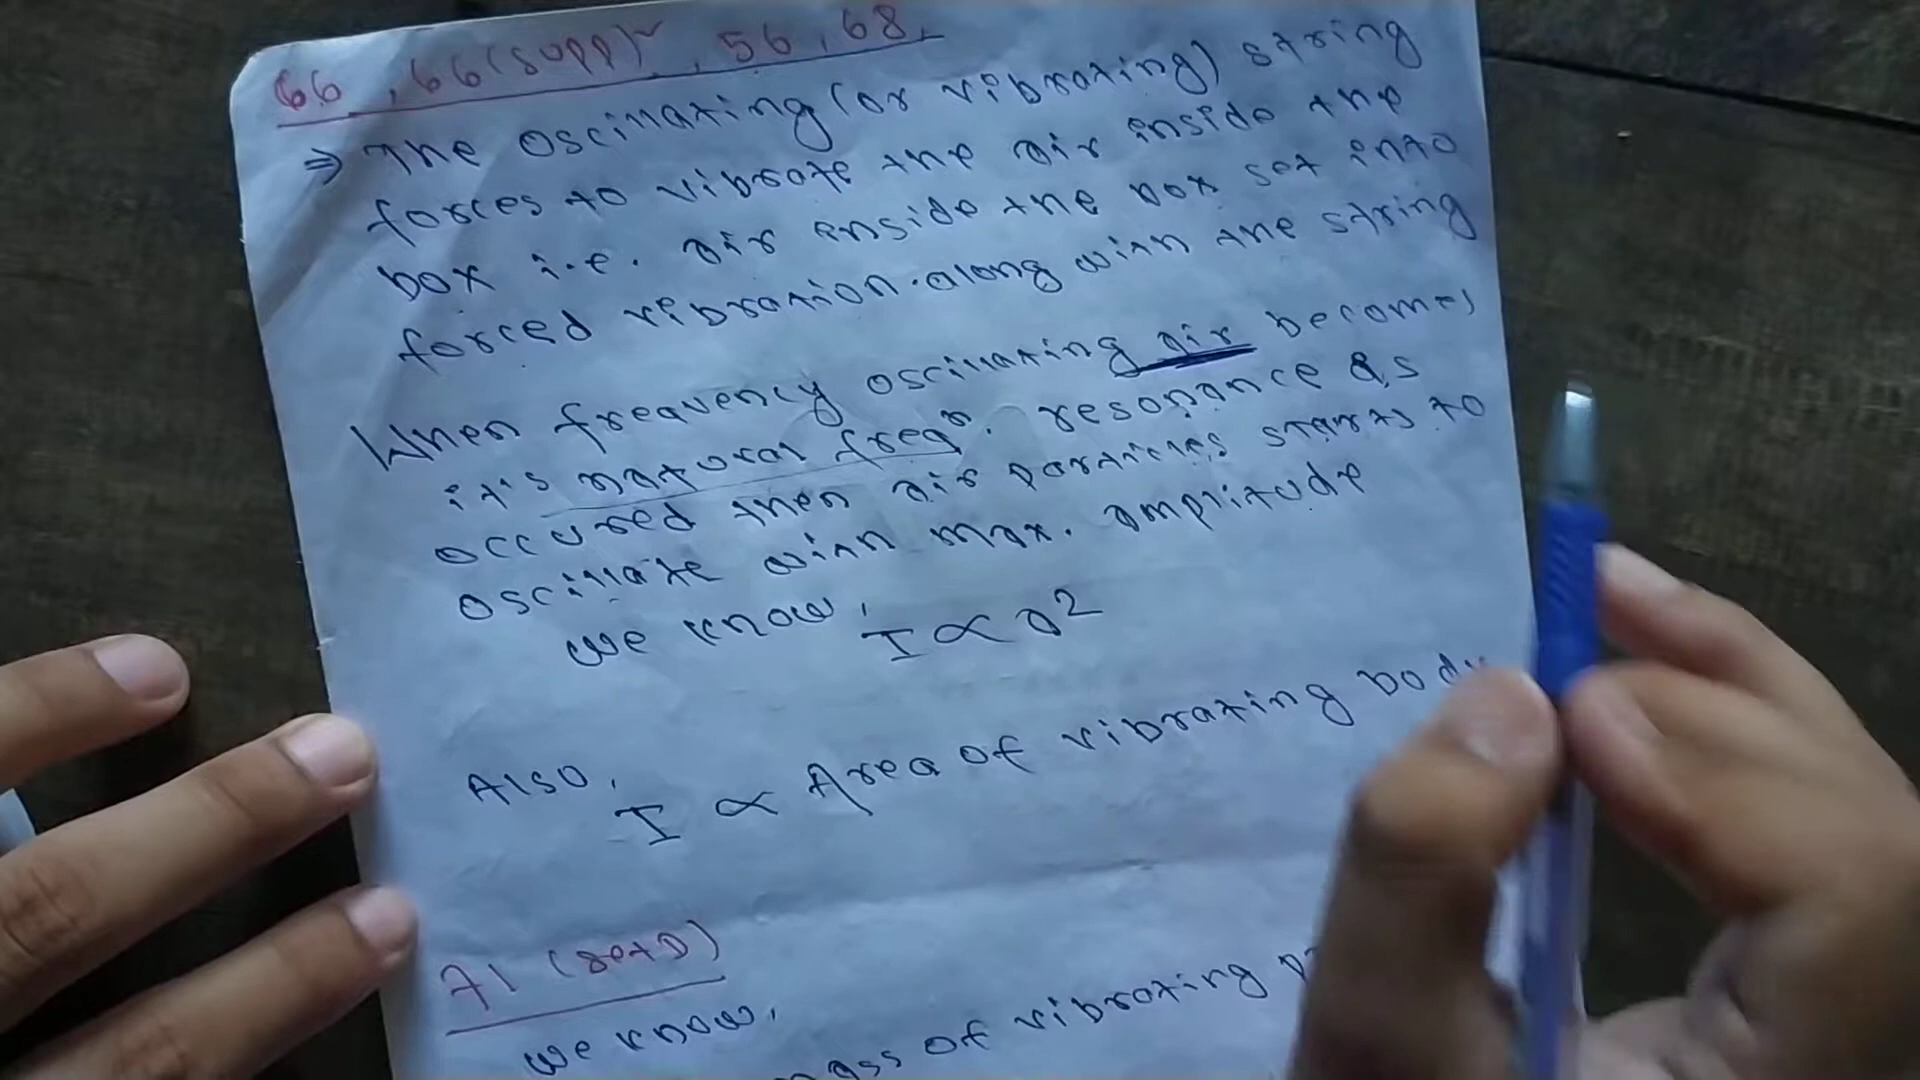 66, 66(supp), 56, 68,
⇒ The oscillating (or vibrating) string
forces to vibrate the air inside the
box i.e. air inside the box set into
forced vibration. along with the string
When frequency oscillating air becomes
it's natural freqn. resonance is
occured then air particles starts to
oscillate with max. amplitude
we know,
I ∝ a²
Also,
I ∝ Area of vibrating body
71 (set D)
we know,
mass of vibrating